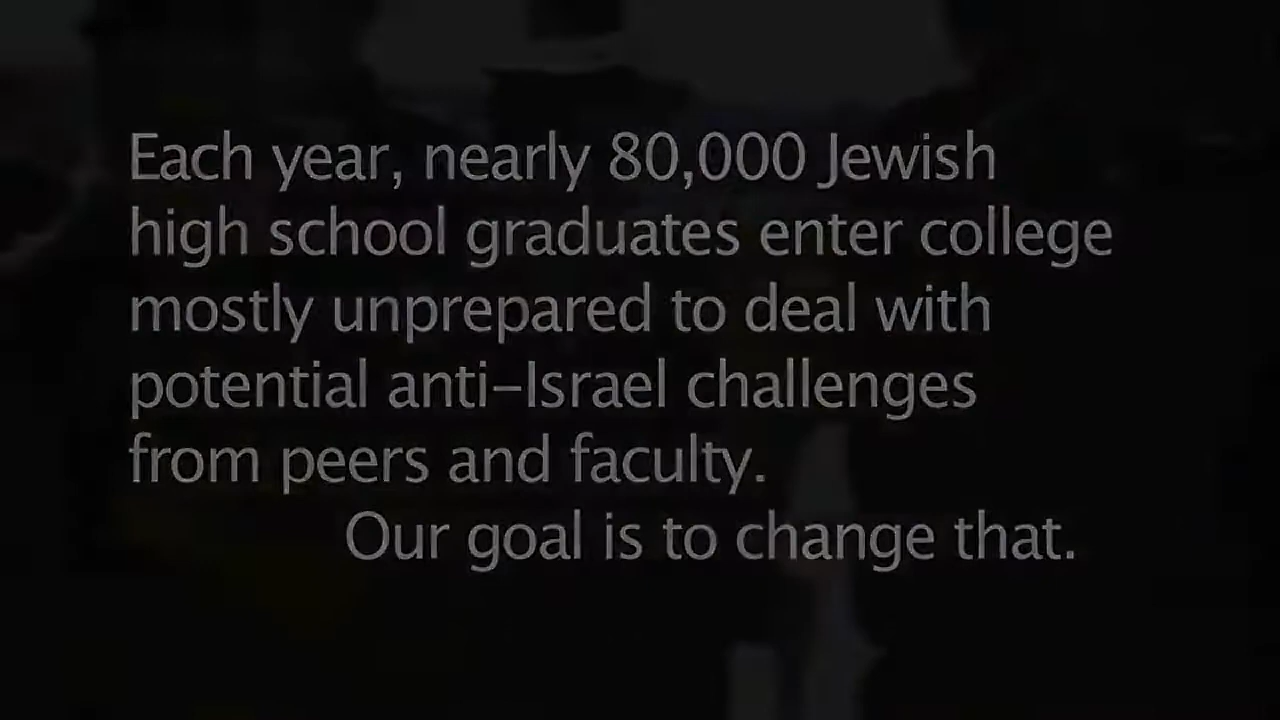 Each year, nearly 80,000 Jewish
high school graduates enter college
mostly unprepared to deal with
potential anti-Israel challenges
from peers and faculty.
Our goal is to change that.